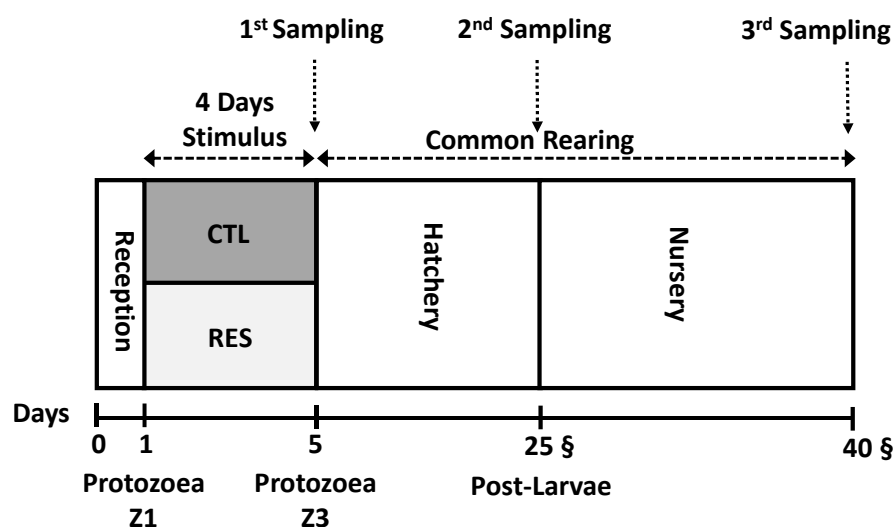 1st Sampling
2nd Sampling
3rd Sampling
4 Days
Stimulus
Common Rearing
Reception
CTL
RES
Hatchery
Nursery
Days
0
1
5
25 §
40 §
Protozoea
Z1
Protozoea
Z3
Post-Larvae